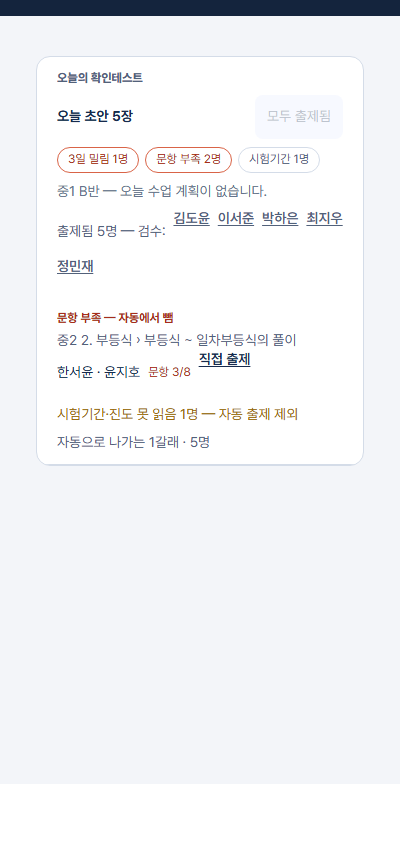 오늘의 확인테스트
오늘 초안 5장
모두 출제됨
3일 밀림 1명 문항 부족 2명 시험기간 1명
중1 B반 — 오늘 수업 계획이 없습니다.
출제됨 5명 — 검수: 김도윤 이서준 박하은 최지우
정민재
문항 부족 — 자동에서 뺌
중2 2. 부등식 › 부등식 ~ 일차부등식의 풀이
한서윤 · 윤지호 문항 3/8 직접 출제
시험기간·진도 못 읽음 1명 — 자동 출제 제외
자동으로 나가는 1갈래 · 5명